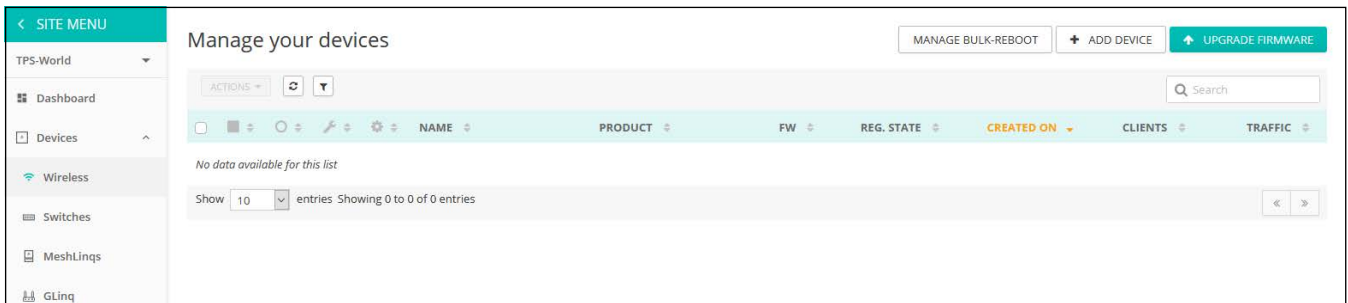 SITE MENU
TPS-World
Dashboard
Devices
Wireless
Switches
MeshLinqs
GLinq
Manage your devices
MANAGE BULK-REBOOT
ADD DEVICE
UPGRADE FIRMWARE
ACTIONS
Search
NAME PRODUCT FW REG. STATE CREATED ON CLIENTS TRAFFIC
No data available for this list
Show 10 entries Showing 0 to 0 of 0 entries